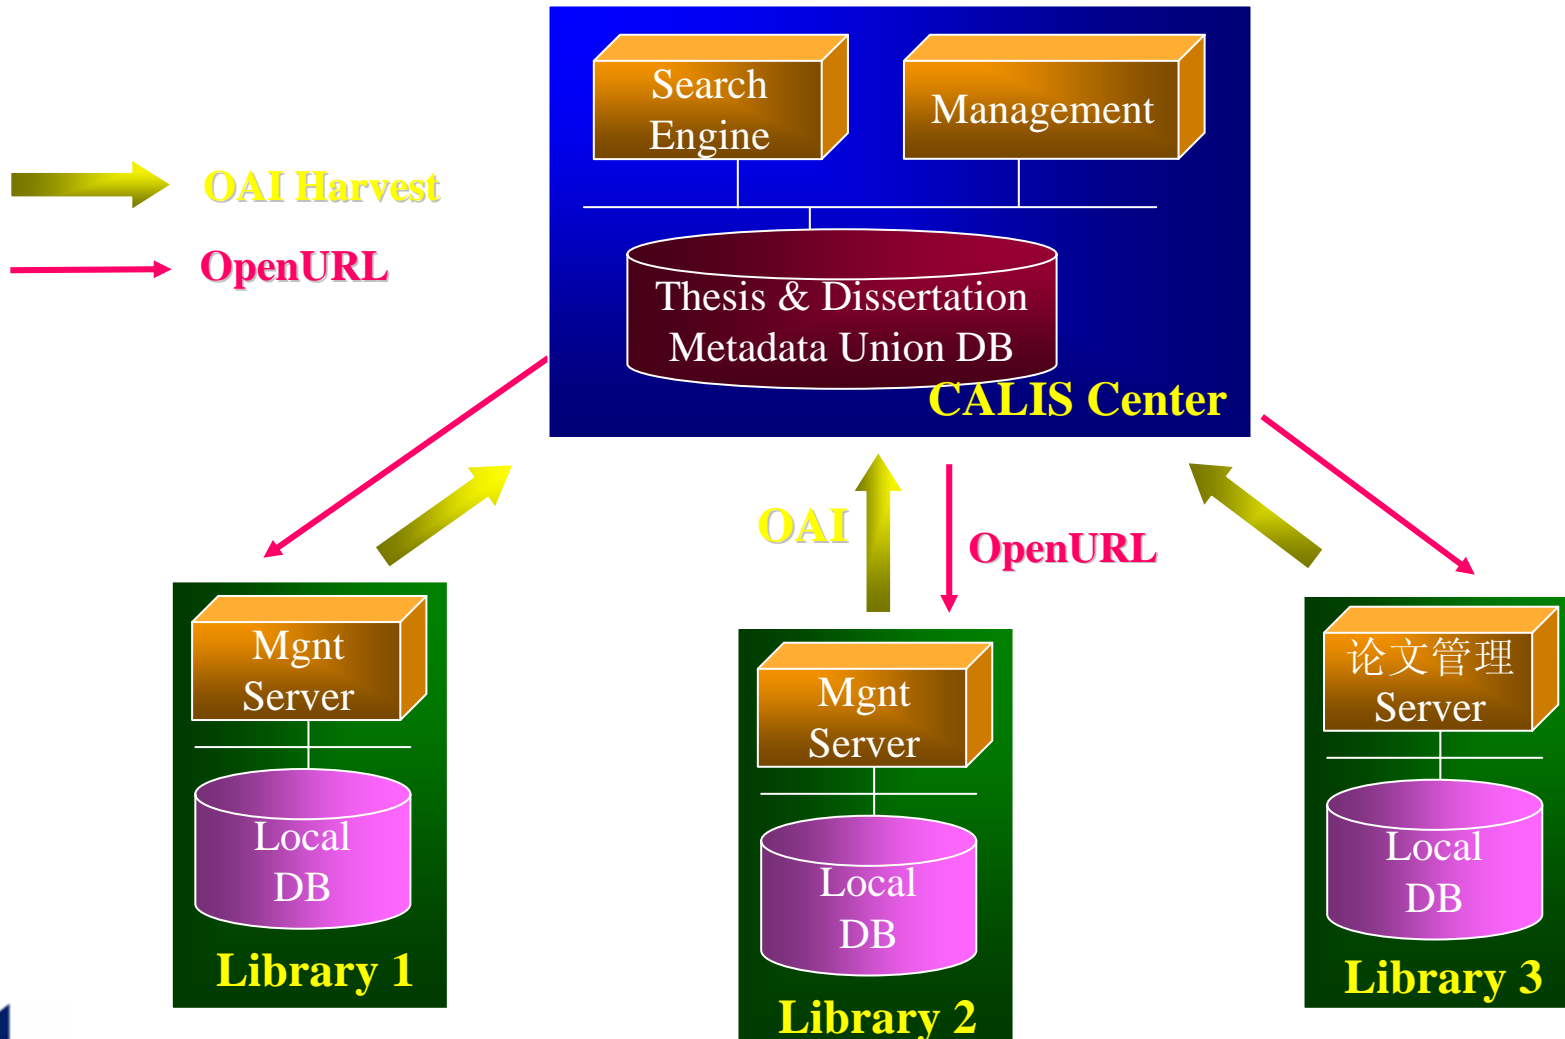 Search
Engine
Management
OAI Harvest
OpenURL
Thesis & Dissertation
Metadata Union DB
CALIS Center
OAI
OpenURL
Mgnt
Server
Local
DB
Library 1
Mgnt
Server
Local
DB
Library 2
论文管理
Server
Local
DB
Library 3